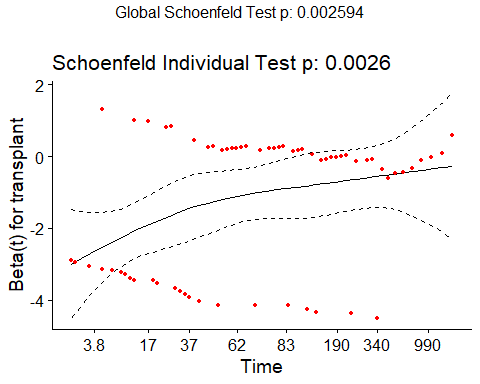 Global Schoenfeld Test p: 0.002594
Schoenfeld Individual Test p: 0.0026
Beta(t) for transplant
2
0
-2
-4
3.8 17 37 62 83 190 340 990
Time